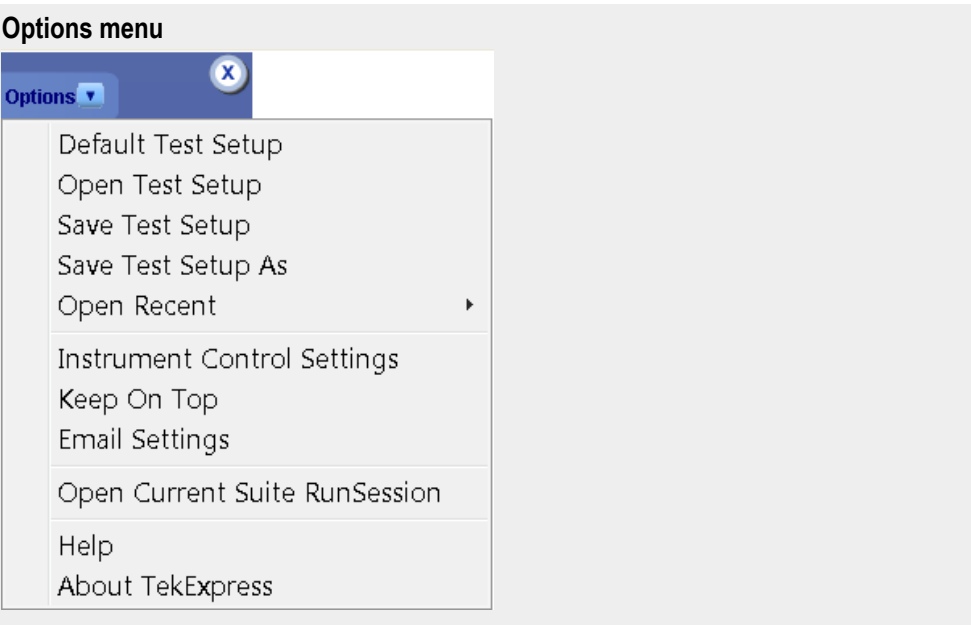 Options menu
X
Options
Default Test Setup
Open Test Setup
Save Test Setup
Save Test Setup As
Open Recent
Instrument Control Settings
Keep On Top
Email Settings
Open Current Suite RunSession
Help
About TekExpress